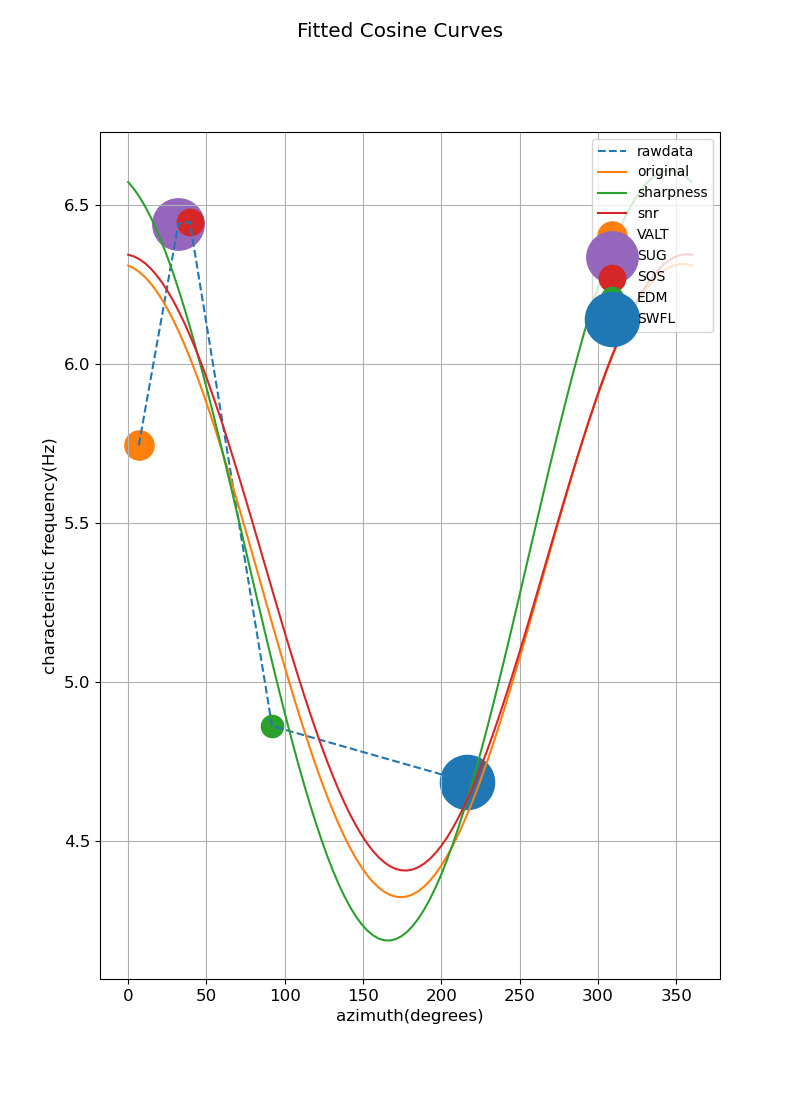 Fitted Cosine Curves
rawdata
original
sharpness
snr
VALT
SUG
SOS
EDM
SWFL
characteristic frequency(Hz)
6.5
6.0
5.5
5.0
4.5
0 50 100 150 200 250 300 350
azimuth(degrees)